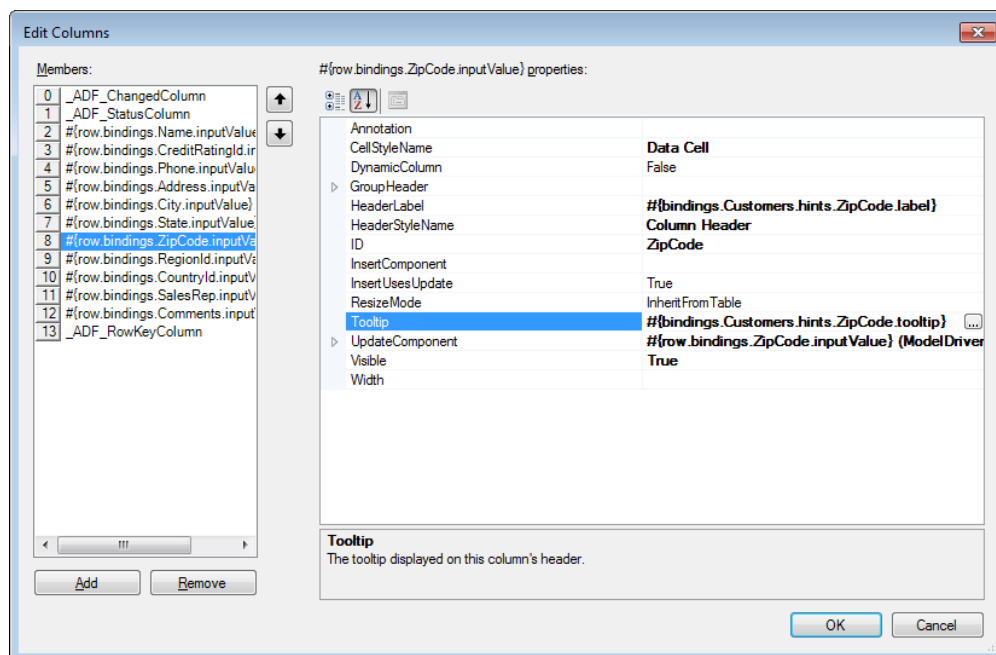 Edit Columns
Members:
0 _ADF_ChangedColumn
1 _ADF_StatusColumn
2 #{row.bindings.Name.inputValue
3 #{row.bindings.CreditRatingId.in
4 #{row.bindings.Phone.inputValu
5 #{row.bindings.Address.inputVa
6 #{row.bindings.City.inputValue}
7 #{row.bindings.State.inputValue
8 #{row.bindings.ZipCode.inputVa
9 #{row.bindings.RegionId.inputVa
10 #{row.bindings.CountryId.inputV
11 #{row.bindings.SalesRep.inputV
12 #{row.bindings.Comments.input
13 _ADF_RowKeyColumn
Add Remove
#{row.bindings.ZipCode.inputValue} properties:
Annotation
CellStyleName Data Cell
DynamicColumn False
GroupHeader
HeaderLabel #{bindings.Customers.hints.ZipCode.label}
HeaderStyleName Column Header
ID ZipCode
InsertComponent
InsertUsesUpdate True
ResizeMode InheritFromTable
Tooltip #{bindings.Customers.hints.ZipCode.tooltip} ...
UpdateComponent #{row.bindings.ZipCode.inputValue} (ModelDriven
Visible True
Width
Tooltip
The tooltip displayed on this column's header.
OK Cancel